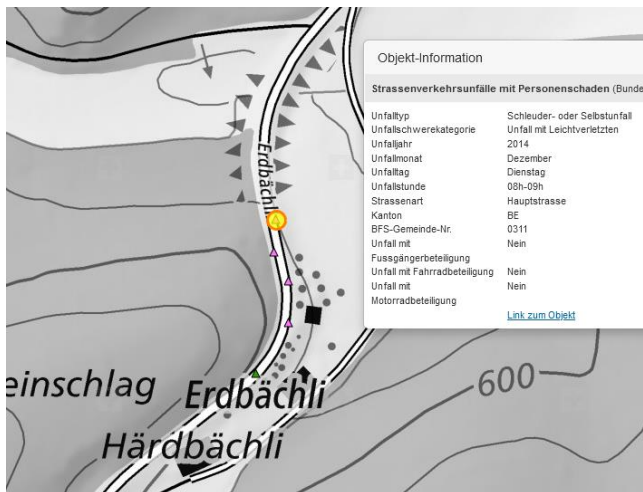 Objekt-Information
Strassenverkehrsunfälle mit Personenschaden (Bunde
Unfalltyp Schleuder- oder Selbstunfall
Unfallschwerekategorie Unfall mit Leichtverletzten
Unfalljahr 2014
Unfallmonat Dezember
Unfalltag Dienstag
Unfallstunde 08h-09h
Strassenart Hauptstrasse
Kanton BE
BFS-Gemeinde-Nr. 0311
Unfall mit Nein
Fussgängerbeteiligung
Unfall mit Fahrradbeteiligung Nein
Unfall mit Nein
Motorradbeteiligung
Link zum Objekt
Erdbächli
einschlag
Erdbächli
Härdbächli
600